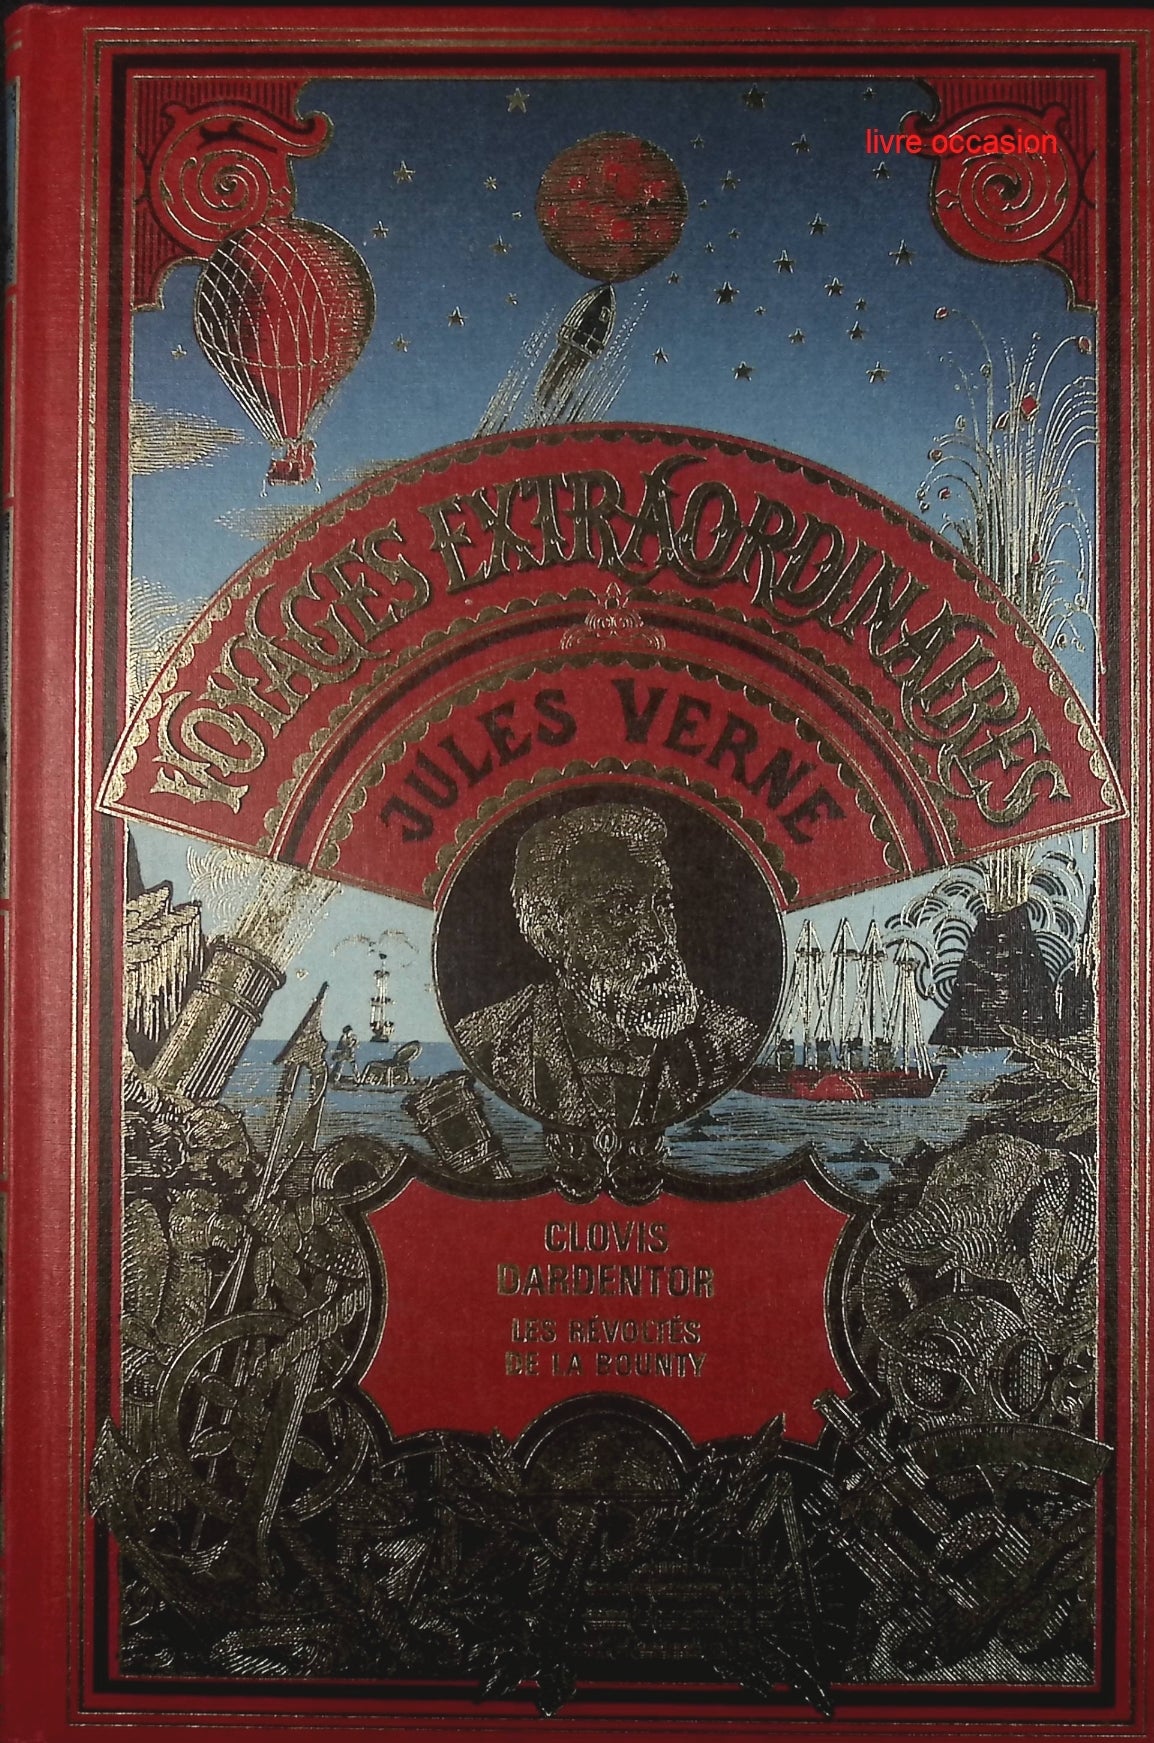 livre occasion
VOYAGES EXTRAORDINAIRES
JULES VERNE
CLOVIS
DARDENTOR
LES RÉVOLTÉS
DE LA BOUNTY